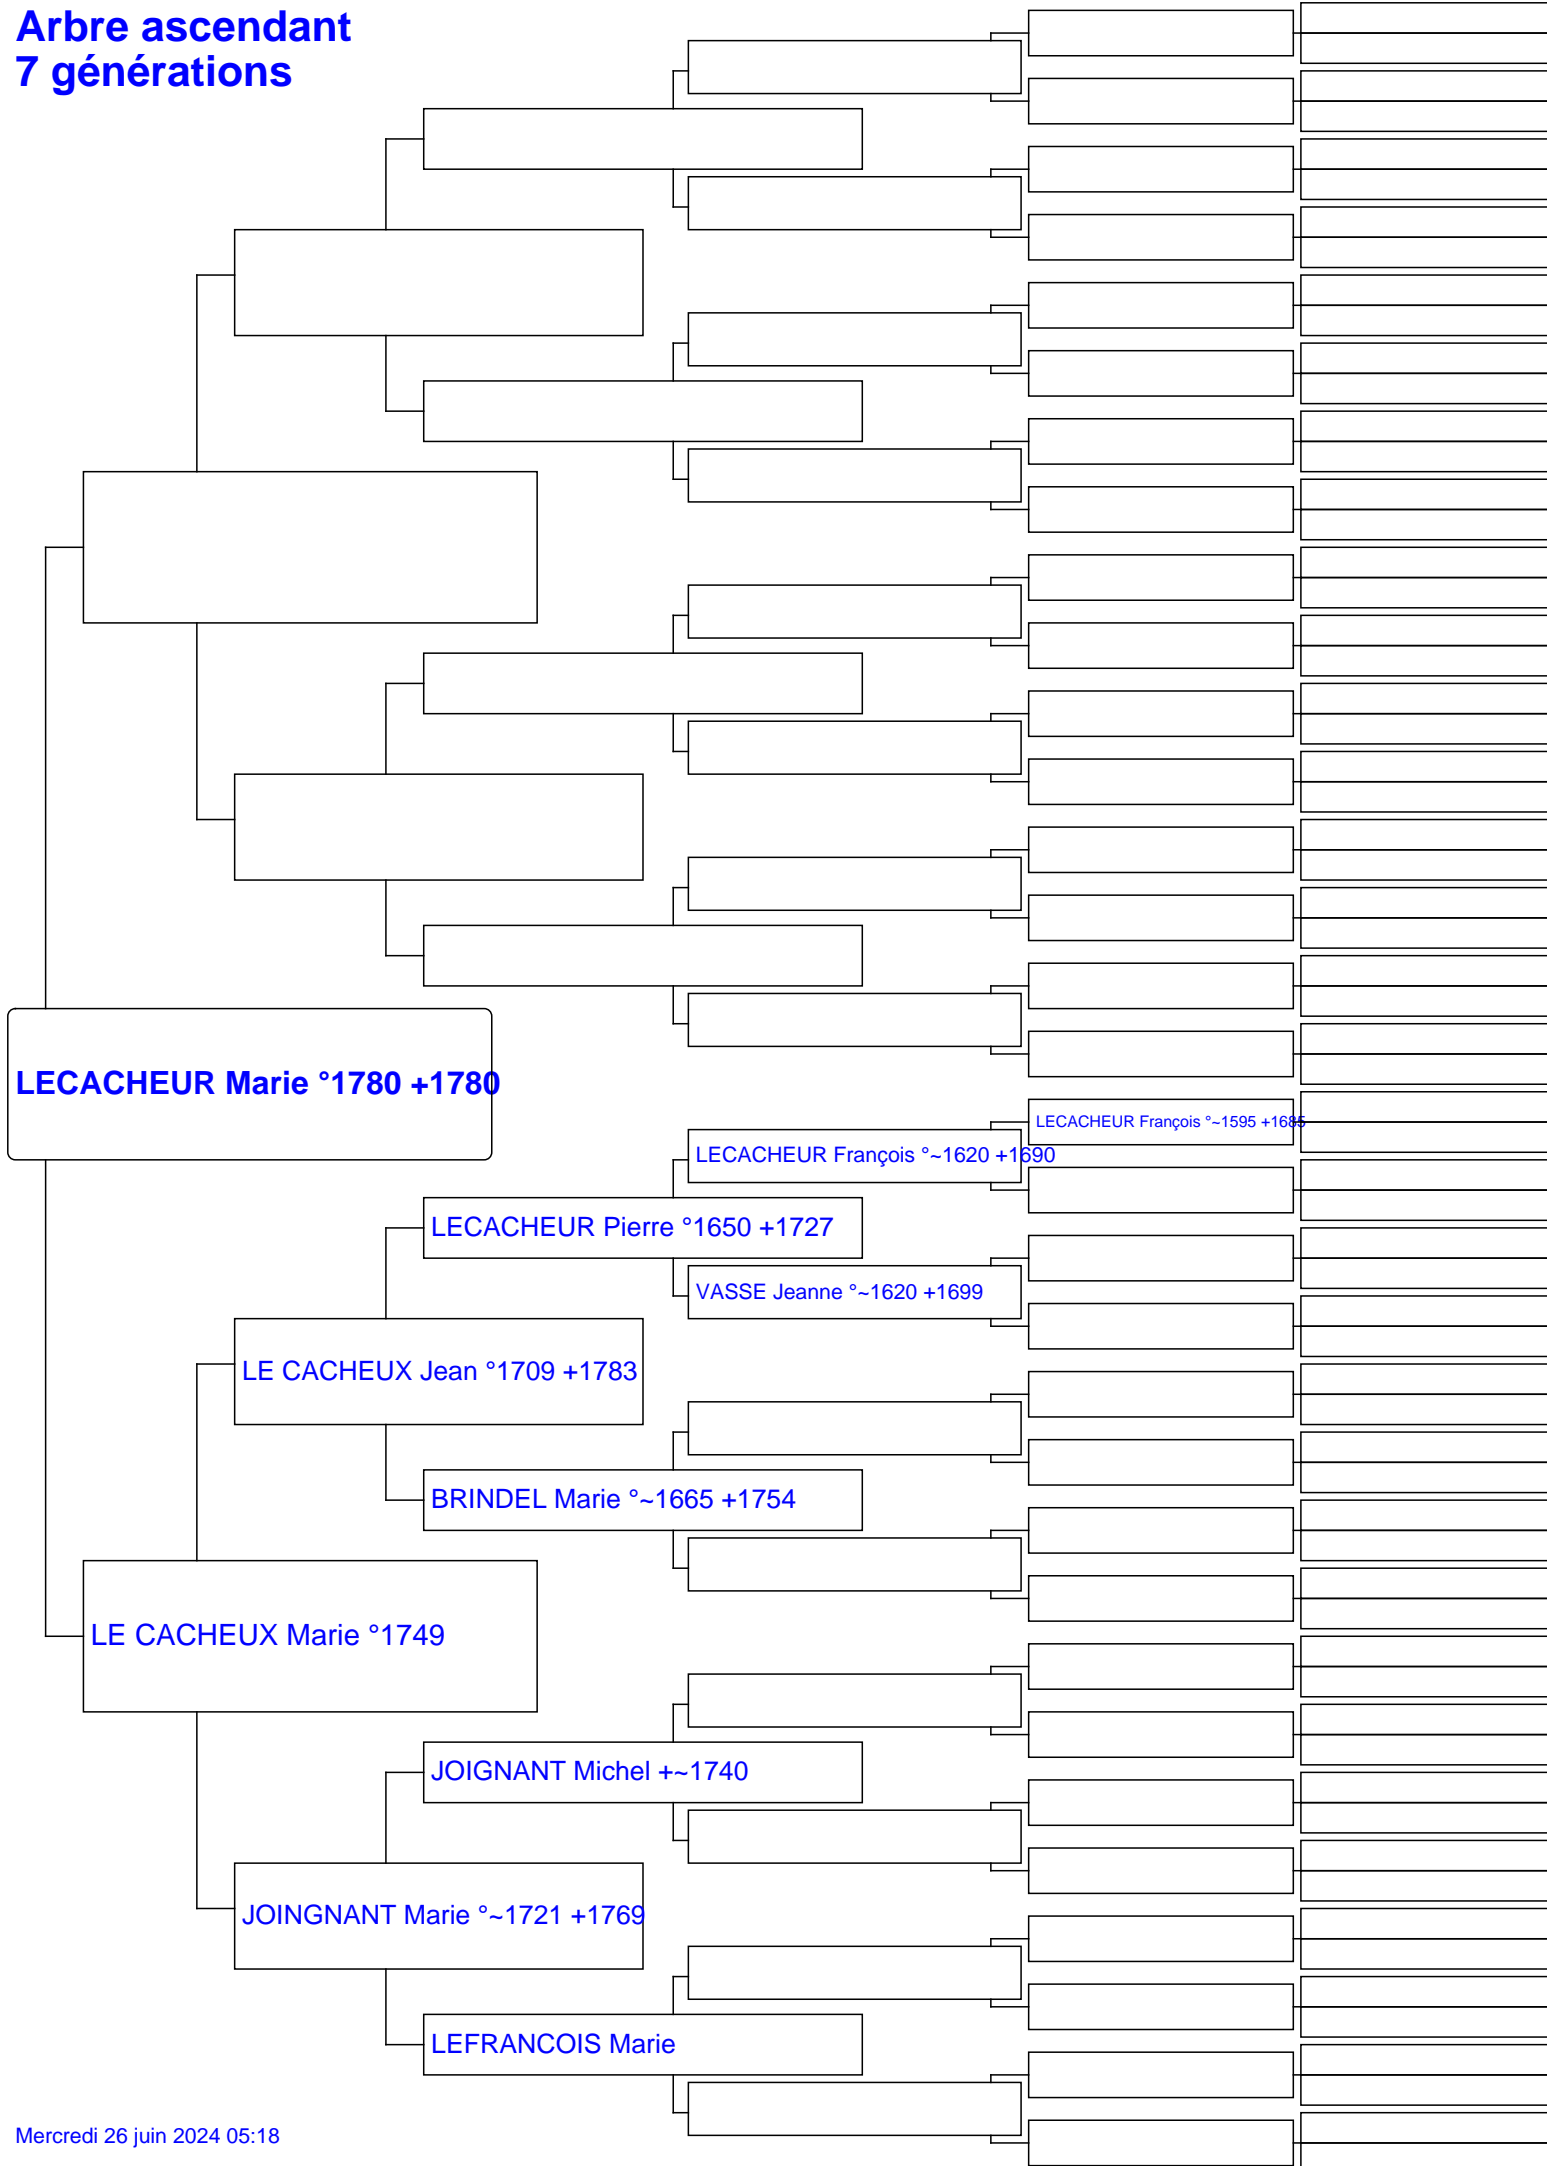 Arbre ascendant
7 générations
LECACHEUR Marie °1780 +1780
LECACHEUR François °~1595 +1685
LECACHEUR François °~1620 +1690
LECACHEUR Pierre °1650 +1727
VASSE Jeanne °~1620 +1699
LE CACHEUX Jean °1709 +1783
BRINDEL Marie °~1665 +1754
LE CACHEUX Marie °1749
JOIGNANT Michel +~1740
JOINGNANT Marie °~1721 +1769
LEFRANCOIS Marie
Mercredi 26 juin 2024 05:18